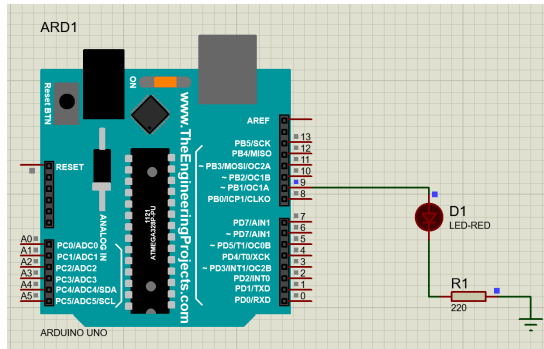 ARD1
Reset BTN
ON
www.TheEngineeringProjects.com
1121
ATMEGA328P-PU
ANALOG IN
RESET
A0 PC0/ADC0
A1 PC1/ADC1
A2 PC2/ADC2
A3 PC3/ADC3
A4 PC4/ADC4/SDA
A5 PC5/ADC5/SCL
ARDUINO UNO
AREF
PB5/SCK 13
PB4/MISO 12
~ PB3/MOSI/OC2A 11
~ PB2/OC1B 10
~ PB1/OC1A 9
PB0/ICP1/CLKO 8
PD7/AIN1 7
~ PD7/AIN1 6
~ PD5/T1/OC0B 5
PD4/T0/XCK 4
~ PD3/INT1/OC2B 3
PD2/INT0 2
PD1/TXD 1
PD0/RXD 0
D1
LED-RED
R1
220